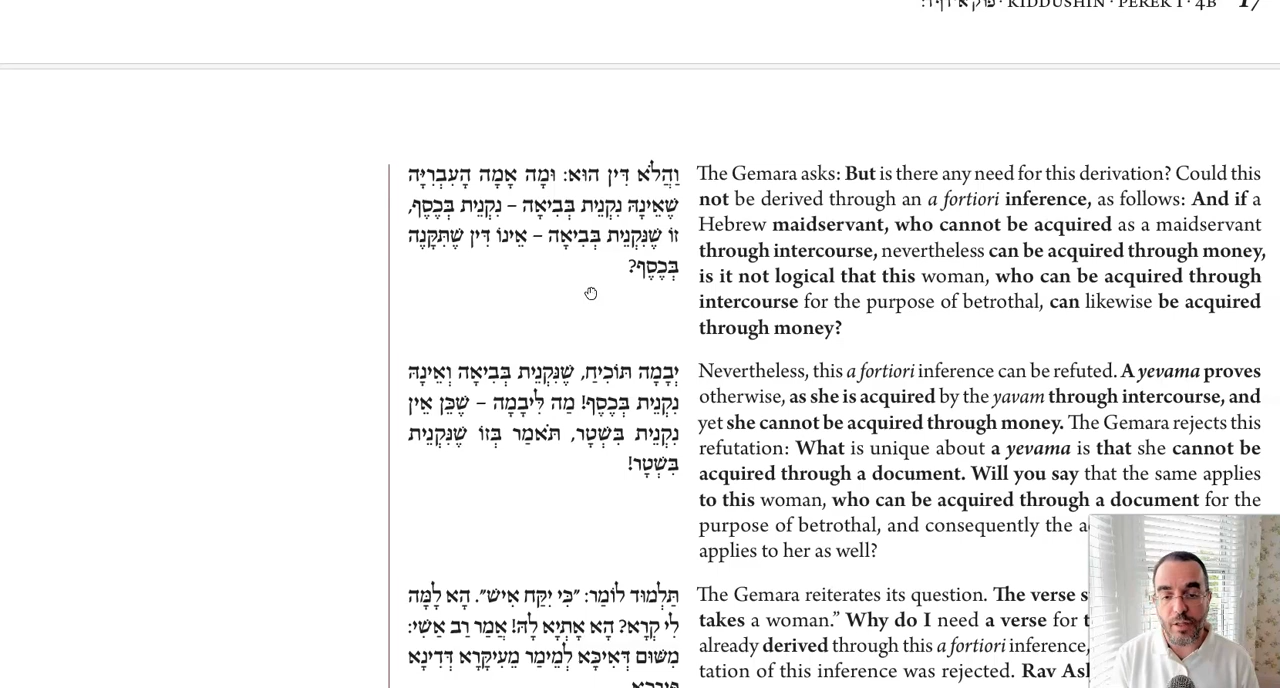 KIDDUSHIN · PEREK I · 4B
וַהֲלֹא דִּין הוּא: וּמָה אָמָה הָעִבְרִיָּה
שֶׁאֵינָהּ נִקְנֵית בְּבִיאָה – נִקְנֵית בְּכֶסֶף,
זוֹ שֶׁנִּקְנֵית בְּבִיאָה – אֵינוֹ דִּין שֶׁתִּקָּנֶה
בְּכֶסֶף?
יְבָמָה תּוֹכִיחַ, שֶׁנִּקְנֵית בְּבִיאָה וְאֵינָהּ
נִקְנֵית בְּכֶסֶף! מַה לִּיבָמָה – שֶׁכֵּן אֵין
נִקְנֵית בִּשְׁטָר, תֹּאמַר בְּזוֹ שֶׁנִּקְנֵית
בִּשְׁטָר!
תַּלְמוּד לוֹמַר: ״כִּי יִקַּח אִישׁ״. הָא לָמָּה
לִי קְרָא? הָא אָתְיָא לַהּ! אֲמַר רַב אַשִׁי:
מִשּׁוּם דְּאִיכָּא לְמֵימַר מֵעִיקָּרָא דְּדִינָא
The Gemara asks: But is there any need for this derivation? Could this
not be derived through an a fortiori inference, as follows: And if a
Hebrew maidservant, who cannot be acquired as a maidservant
through intercourse, nevertheless can be acquired through money,
is it not logical that this woman, who can be acquired through
intercourse for the purpose of betrothal, can likewise be acquired
through money?
Nevertheless, this a fortiori inference can be refuted. A yevama proves
otherwise, as she is acquired by the yavam through intercourse, and
yet she cannot be acquired through money. The Gemara rejects this
refutation: What is unique about a yevama is that she cannot be
acquired through a document. Will you say that the same applies
to this woman, who can be acquired through a document for the
purpose of betrothal, and consequently the
applies to her as well?
The Gemara reiterates its question. The verse
takes a woman.” Why do I need a verse for
already derived through this a fortiori inference,
tation of this inference was rejected. Rav